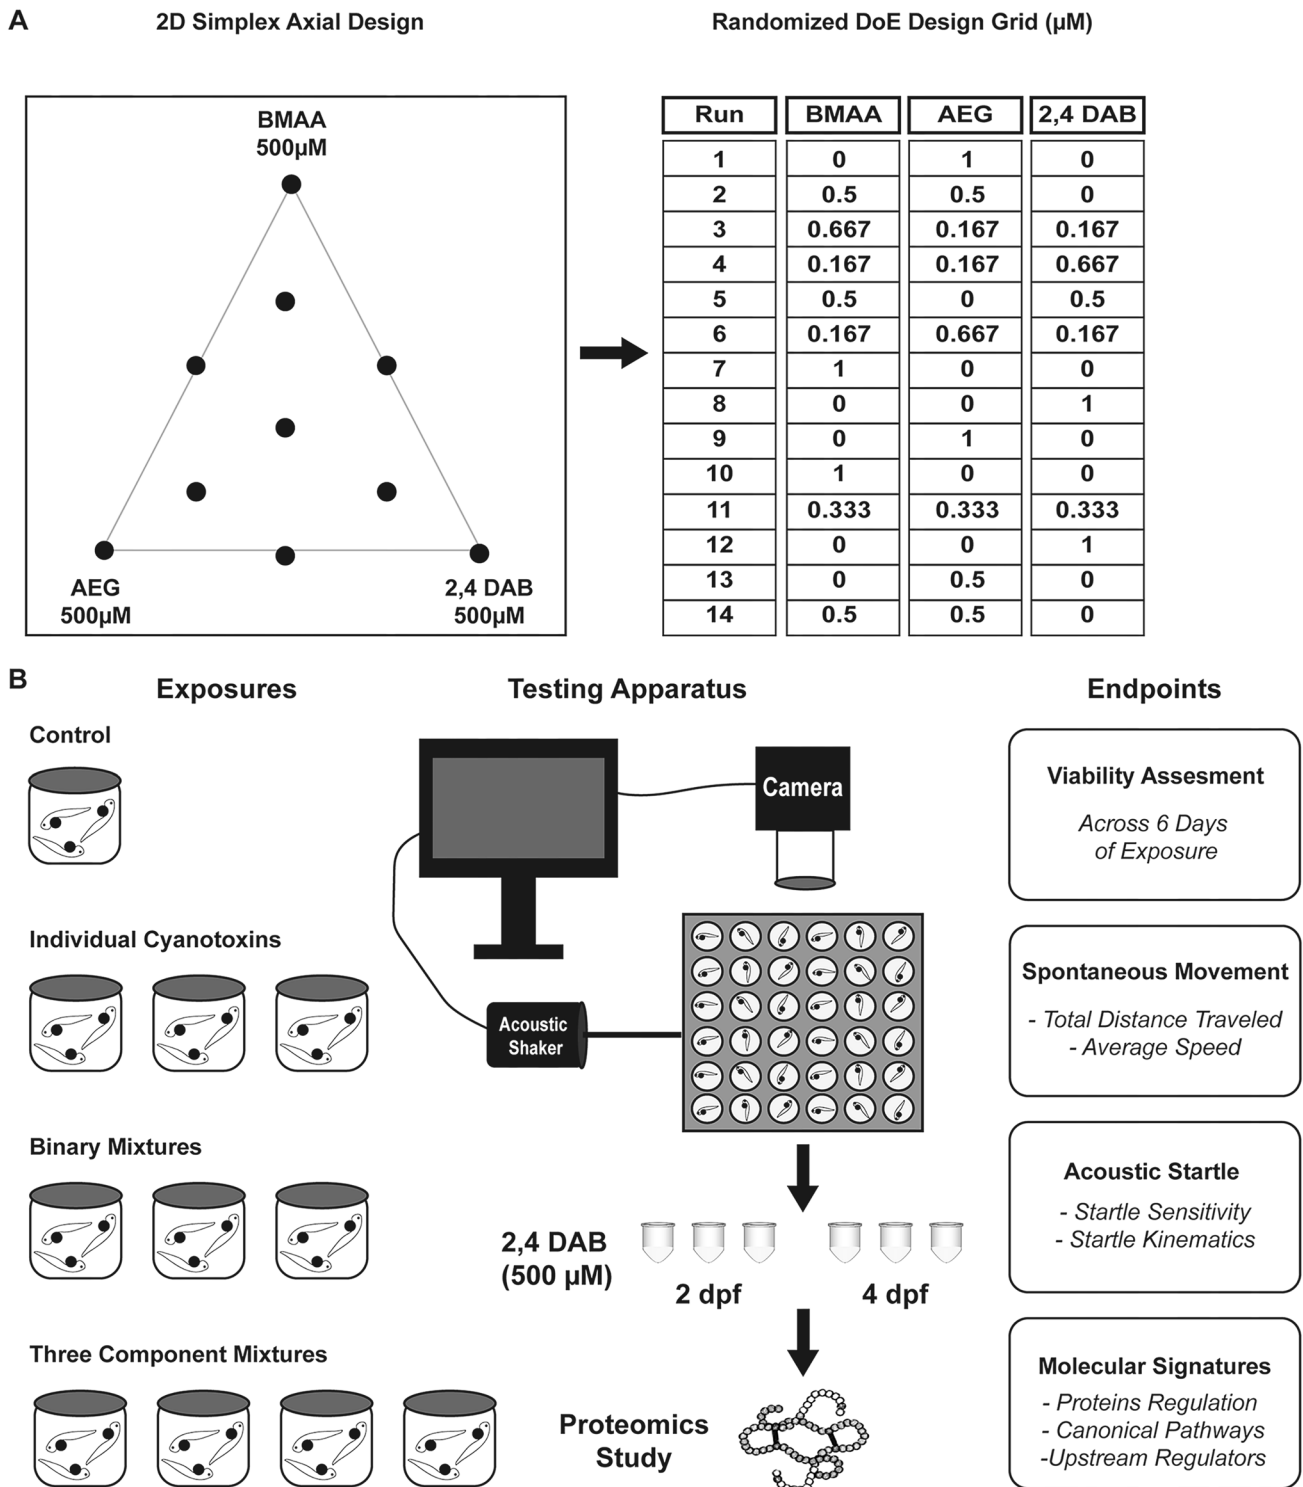 A
2D Simplex Axial Design
Randomized DoE Design Grid (µM)
BMAA
500µM
AEG
500µM
2,4 DAB
500µM
Run BMAA AEG 2,4 DAB
1 0 1 0
2 0.5 0.5 0
3 0.667 0.167 0.167
4 0.167 0.167 0.667
5 0.5 0 0.5
6 0.167 0.667 0.167
7 1 0 0
8 0 0 1
9 0 1 0
10 1 0 0
11 0.333 0.333 0.333
12 0 0 1
13 0 0.5 0
14 0.5 0.5 0
B
Exposures
Control
Individual Cyanotoxins
Binary Mixtures
Three Component Mixtures
Testing Apparatus
Camera
Acoustic
Shaker
2,4 DAB
(500 µM)
2 dpf
4 dpf
Proteomics
Study
Endpoints
Viability Assesment
Across 6 Days
of Exposure
Spontaneous Movement
- Total Distance Traveled
- Average Speed
Acoustic Startle
- Startle Sensitivity
- Startle Kinematics
Molecular Signatures
- Proteins Regulation
- Canonical Pathways
-Upstream Regulators